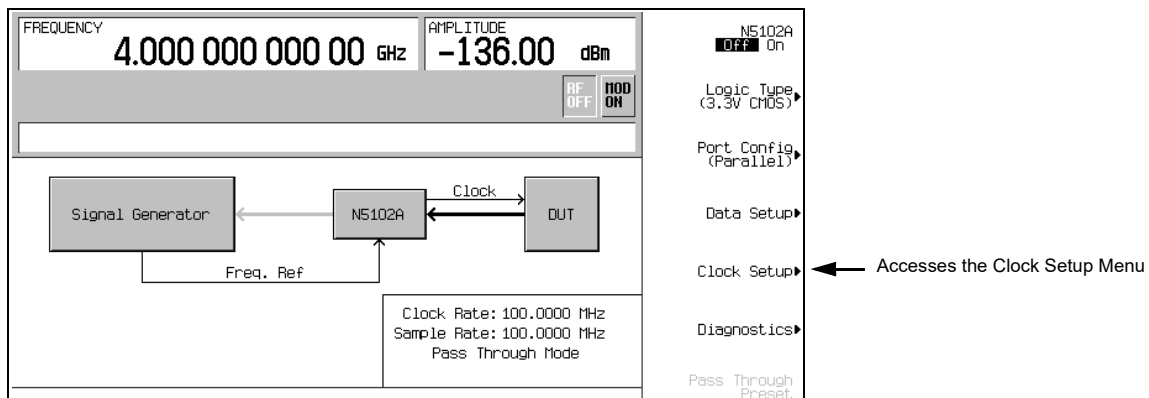 FREQUENCY
4.000 000 000 00 GHz
AMPLITUDE
-136.00 dBm
RF
OFF
MOD
ON
Signal Generator
N5102A
Clock
DUT
Freq. Ref
Clock Rate: 100.0000 MHz
Sample Rate: 100.0000 MHz
Pass Through Mode
N5102A
Off On
Logic Type
(3.3V CMOS)
Port Config
(Parallel)
Data Setup
Clock Setup
Accesses the Clock Setup Menu
Diagnostics
Pass Through
Preset